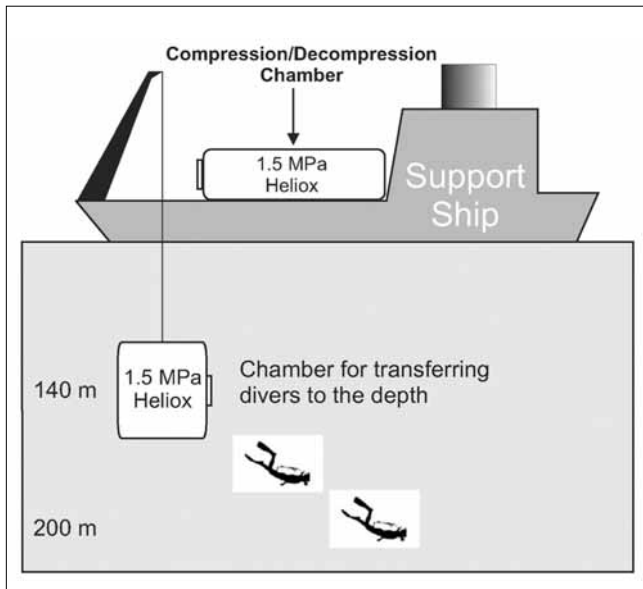 Compression/Decompression
Chamber
1.5 MPa
Heliox
Support
Ship
140 m
1.5 MPa
Heliox
Chamber for transferring
divers to the depth
200 m